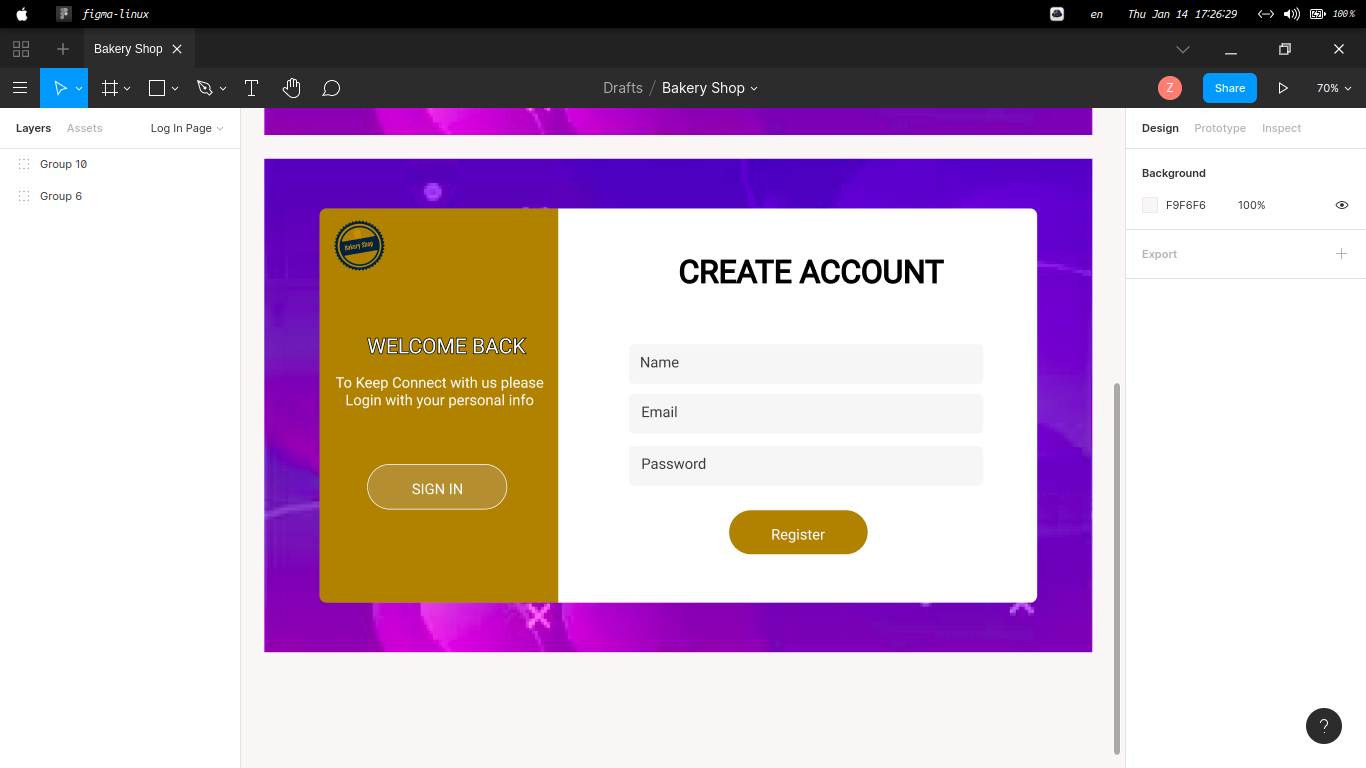 figma-linux
en
Thu Jan 14 17:26:29
100%
Bakery Shop
Drafts / Bakery Shop
Z
Share
70%
Layers
Assets
Log In Page
Design
Prototype
Inspect
Group 10
Group 6
Background
F9F6F6
100%
Export
Bakery Shop
WELCOME BACK
To Keep Connect with us please
Login with your personal info
SIGN IN
CREATE ACCOUNT
Name
Email
Password
Register
?